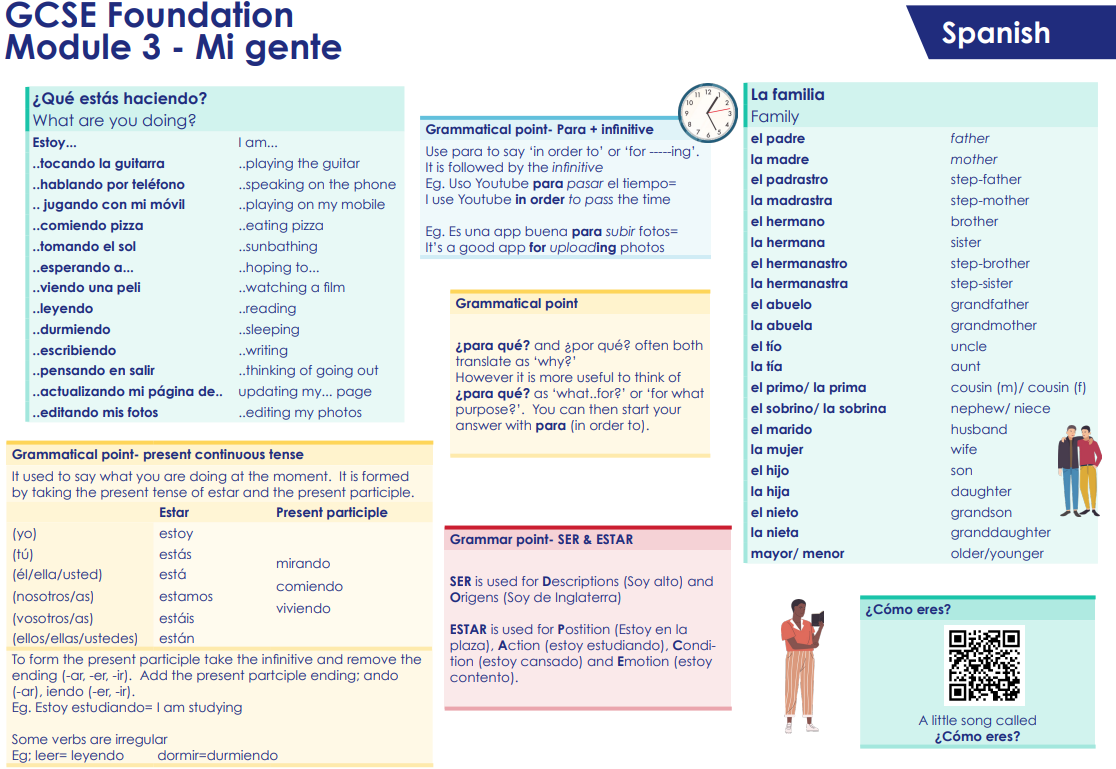 GCSE Foundation
Module 3 - Mi gente
Spanish
¿Qué estás haciendo?
What are you doing?
Estoy... I am...
..tocando la guitarra ..playing the guitar
..hablando por teléfono ..speaking on the phone
.. jugando con mi móvil ..playing on my mobile
..comiendo pizza ..eating pizza
..tomando el sol ..sunbathing
..esperando a... ..hoping to...
..viendo una peli ..watching a film
..leyendo ..reading
..durmiendo ..sleeping
..escribiendo ..writing
..pensando en salir ..thinking of going out
..actualizando mi página de.. updating my... page
..editando mis fotos ..editing my photos
Grammatical point- present continuous tense
It used to say what you are doing at the moment. It is formed
by taking the present tense of estar and the present participle.
Estar Present participle
(yo) estoy
(tú) estás
mirando
(él/ella/usted) está
comiendo
(nosotros/as) estamos
viviendo
(vosotros/as) estáis
(ellos/ellas/ustedes) están
To form the present participle take the infinitive and remove the
ending (-ar, -er, -ir). Add the present partciple ending; ando
(-ar), iendo (-er, -ir).
Eg. Estoy estudiando= I am studying
Some verbs are irregular
Eg; leer= leyendo dormir=durmiendo
Grammatical point- Para + infinitive
Use para to say ‘in order to’ or ‘for -----ing’.
It is followed by the infinitive
Eg. Uso Youtube para pasar el tiempo=
I use Youtube in order to pass the time
Eg. Es una app buena para subir fotos=
It’s a good app for uploading photos
12
1
2
3
4
5
6
7
8
9
10
11
Grammatical point
¿para qué? and ¿por qué? often both
translate as ‘why?’
However it is more useful to think of
¿para qué? as ‘what..for?’ or ‘for what
purpose?’. You can then start your
answer with para (in order to).
Grammar point- SER & ESTAR
SER is used for Descriptions (Soy alto) and
Origens (Soy de Inglaterra)
ESTAR is used for Postition (Estoy en la
plaza), Action (estoy estudiando), Condi-
tion (estoy cansado) and Emotion (estoy
contento).
La familia
Family
el padre father
la madre mother
el padrastro step-father
la madrastra step-mother
el hermano brother
la hermana sister
el hermanastro step-brother
la hermanastra step-sister
el abuelo grandfather
la abuela grandmother
el tío uncle
la tía aunt
el primo/ la prima cousin (m)/ cousin (f)
el sobrino/ la sobrina nephew/ niece
el marido husband
la mujer wife
el hijo son
la hija daughter
el nieto grandson
la nieta granddaughter
mayor/ menor older/younger
¿Cómo eres?
A little song called
¿Cómo eres?